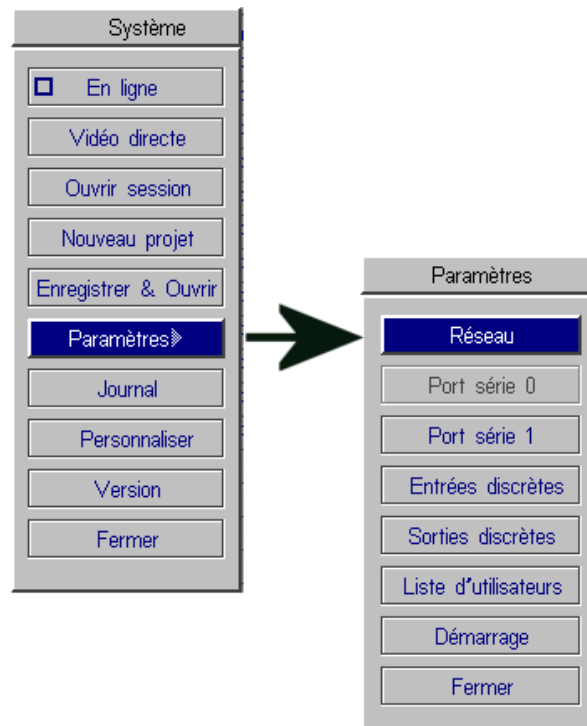 Système
En ligne
Vidéo directe
Ouvrir session
Nouveau projet
Enregistrer & Ouvrir
Paramètres
Journal
Personnaliser
Version
Fermer
Paramètres
Réseau
Port série 0
Port série 1
Entrées discrètes
Sorties discrètes
Liste d'utilisateurs
Démarrage
Fermer